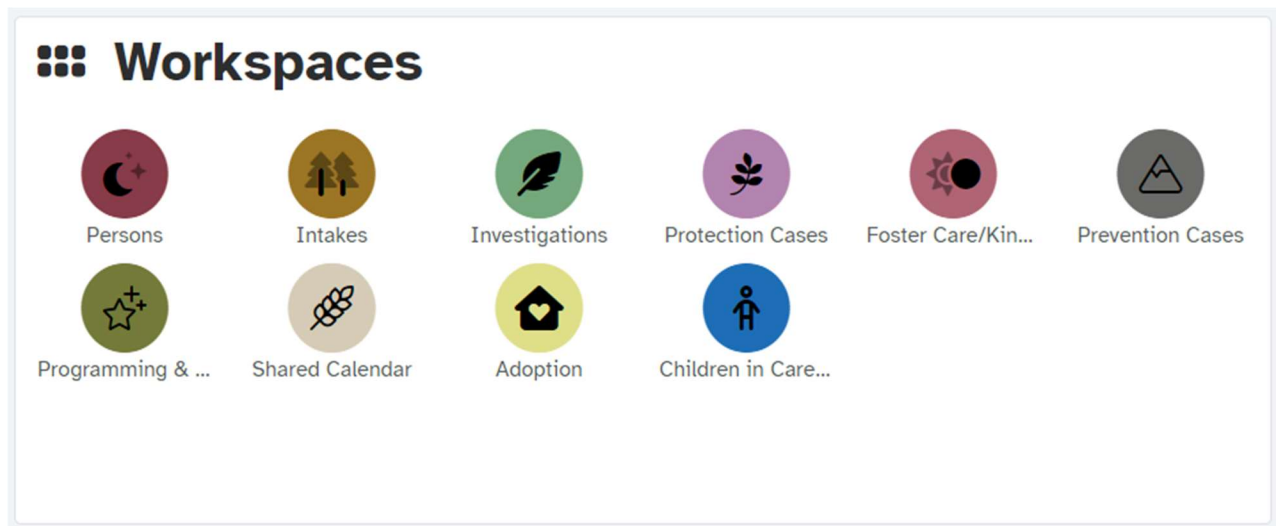 Workspaces
Persons
Intakes
Investigations
Protection Cases
Foster Care/Kin...
Prevention Cases
Programming & ...
Shared Calendar
Adoption
Children in Care...